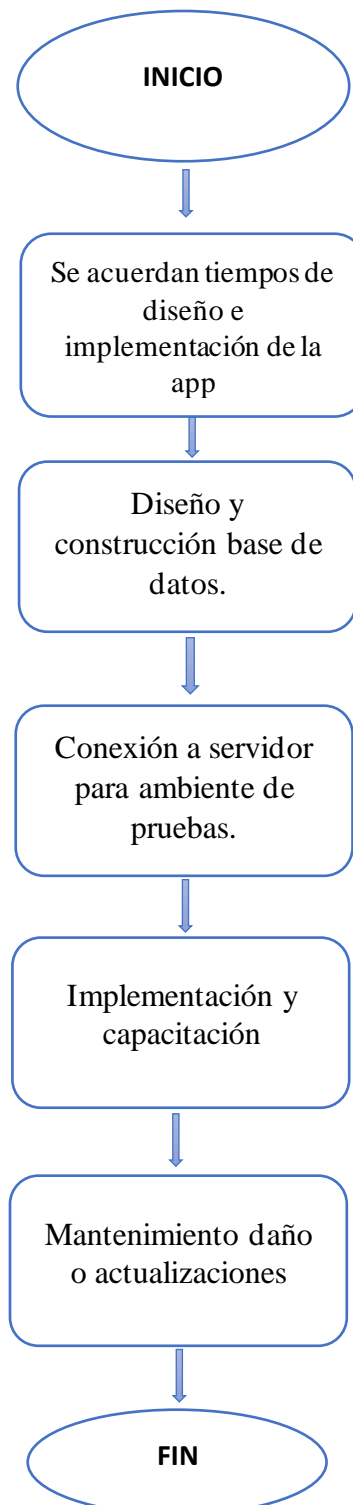 INICIO
Se acuerdan tiempos de
diseño e
implementación de la
app
Diseño y
construcción base de
datos.
Conexión a servidor
para ambiente de
pruebas.
Implementación y
capacitación
Mantenimiento daño
o actualizaciones
FIN